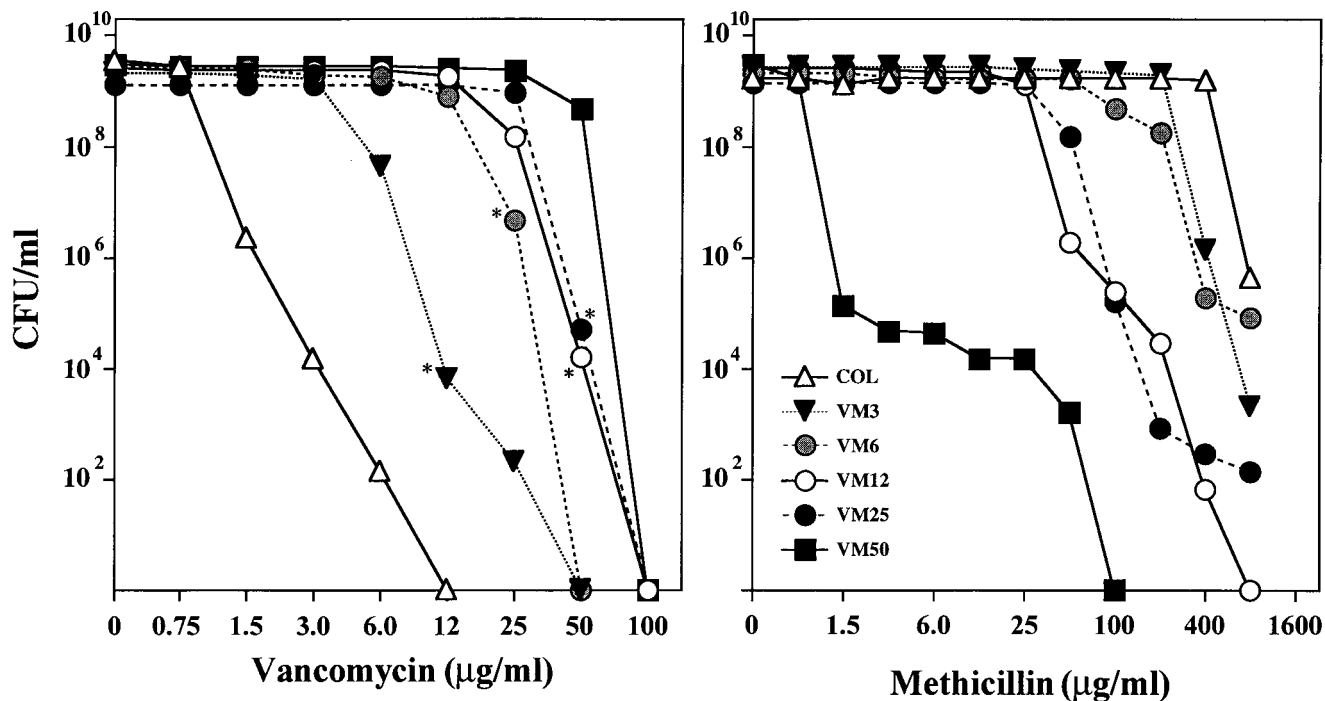 CFU/ml
10^10
10^8
10^6
10^4
10^2
*
*
*
*
0 0.75 1.5 3.0 6.0 12 25 50 100
Vancomycin (μg/ml)
10^10
10^8
10^6
10^4
10^2
COL
VM3
VM6
VM12
VM25
VM50
0 1.5 6.0 25 100 400 1600
Methicillin (μg/ml)